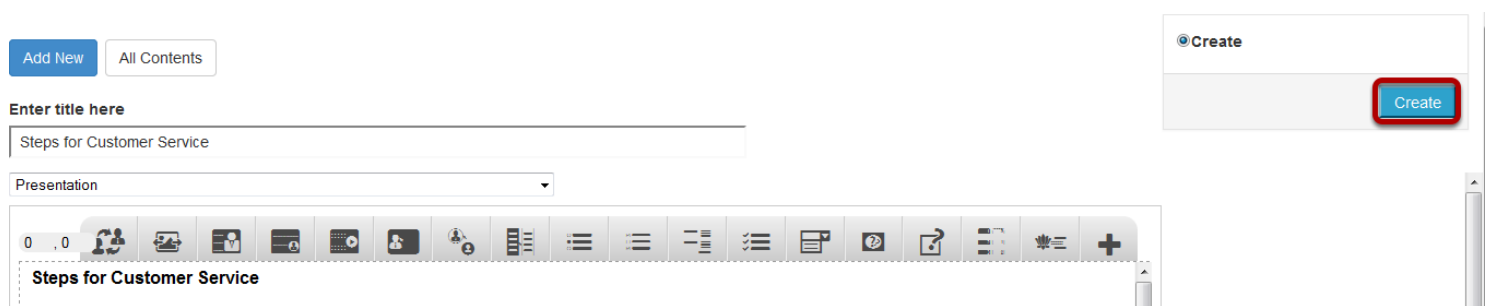 Add New
All Contents
Create
Create
Enter title here
Steps for Customer Service
Presentation
0 , 0
Steps for Customer Service